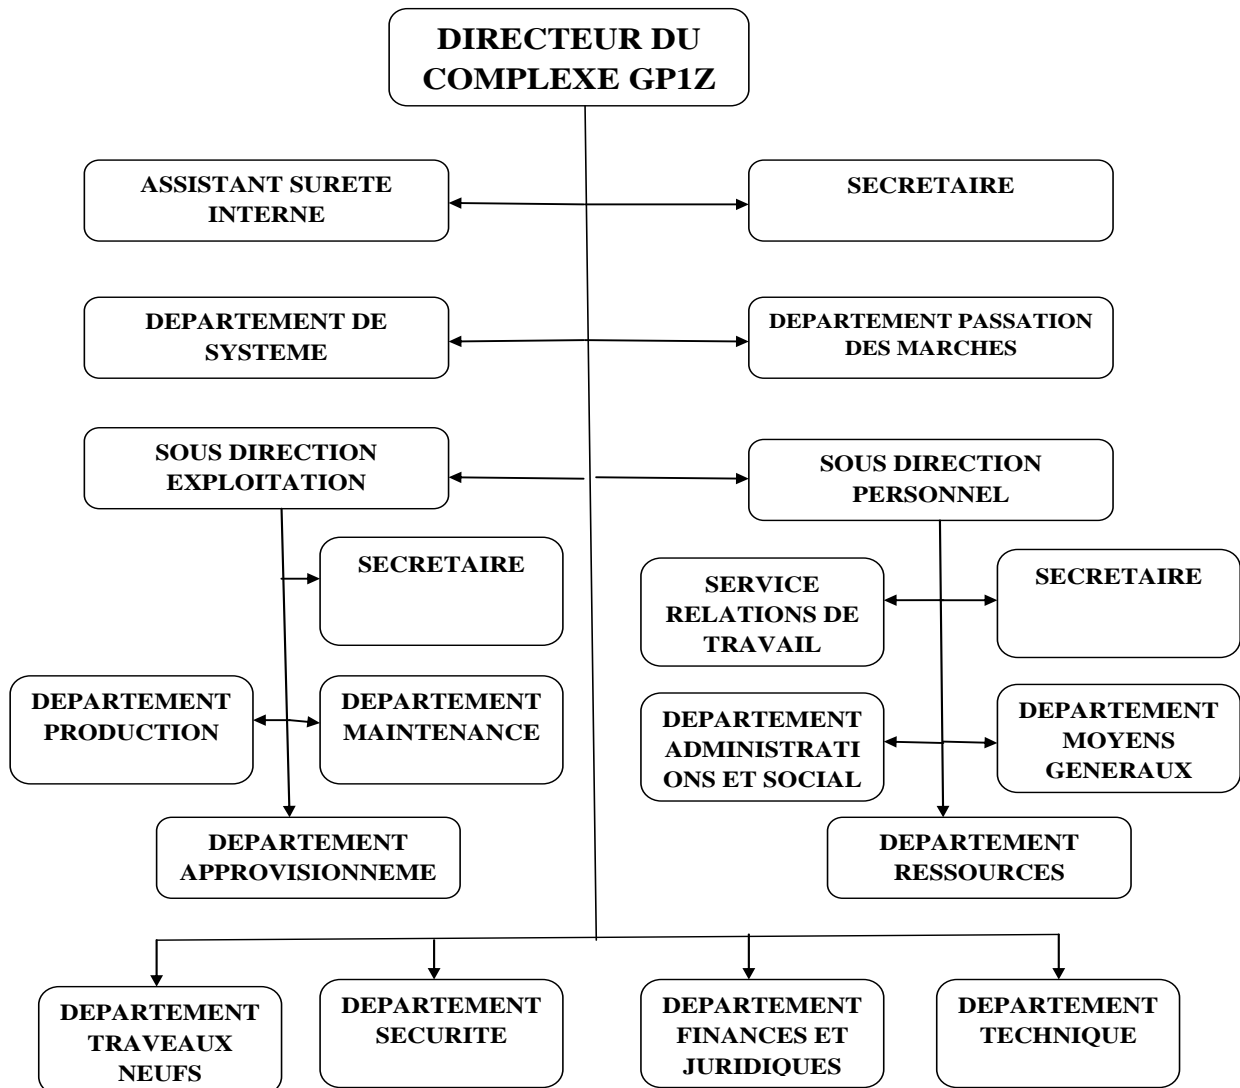 DIRECTEUR DU
COMPLEXE GP1Z
ASSISTANT SURETE
INTERNE
SECRETAIRE
DEPARTEMENT DE
SYSTEME
DEPARTEMENT PASSATION
DES MARCHES
SOUS DIRECTION
EXPLOITATION
SOUS DIRECTION
PERSONNEL
SECRETAIRE
SERVICE
RELATIONS DE
TRAVAIL
SECRETAIRE
DEPARTEMENT
PRODUCTION
DEPARTEMENT
MAINTENANCE
DEPARTEMENT
ADMINISTRATI
ONS ET SOCIAL
DEPARTEMENT
MOYENS
GENERAUX
DEPARTEMENT
APPROVISIONNEME
DEPARTEMENT
RESSOURCES
DEPARTEMENT
TRAVEAUX
NEUFS
DEPARTEMENT
SECURITE
DEPARTEMENT
FINANCES ET
JURIDIQUES
DEPARTEMENT
TECHNIQUE